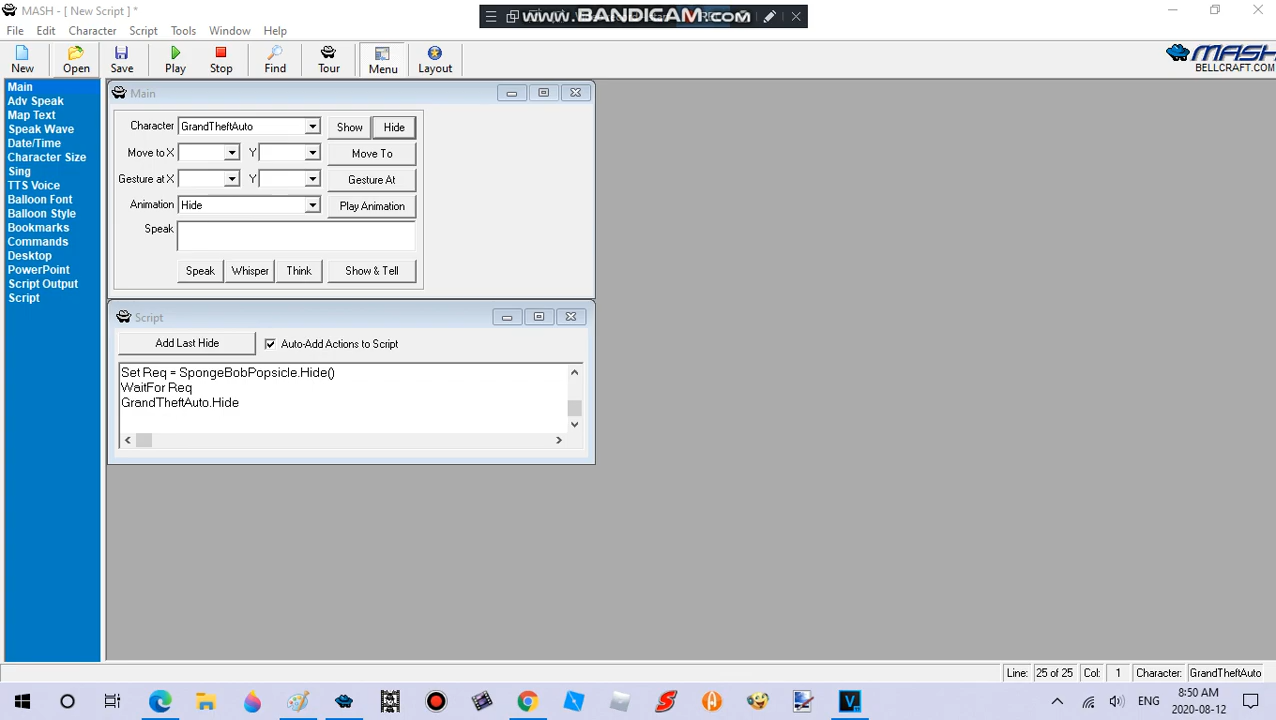 MASH - [ New Script ] *
www.BANDICAM.com
File Edit Character Script Tools Window Help
New Open Save Play Stop Find Tour Menu Layout
MASH
BELLCRAFT.COM
Main
Adv Speak
Map Text
Speak Wave
Date/Time
Character Size
Sing
TTS Voice
Balloon Font
Balloon Style
Bookmarks
Commands
Desktop
PowerPoint
Script Output
Script
Main
Character GrandTheftAuto Show Hide
Move to X Y Move To
Gesture at X Y Gesture At
Animation Hide Play Animation
Speak
Speak Whisper Think Show & Tell
Script
Add Last Hide Auto-Add Actions to Script
Set Req = SpongeBobPopsicle.Hide()
WaitFor Req
GrandTheftAuto.Hide
Line: 25 of 25 Col: 1 Character: GrandTheftAuto
ENG
8:50 AM
2020-08-12